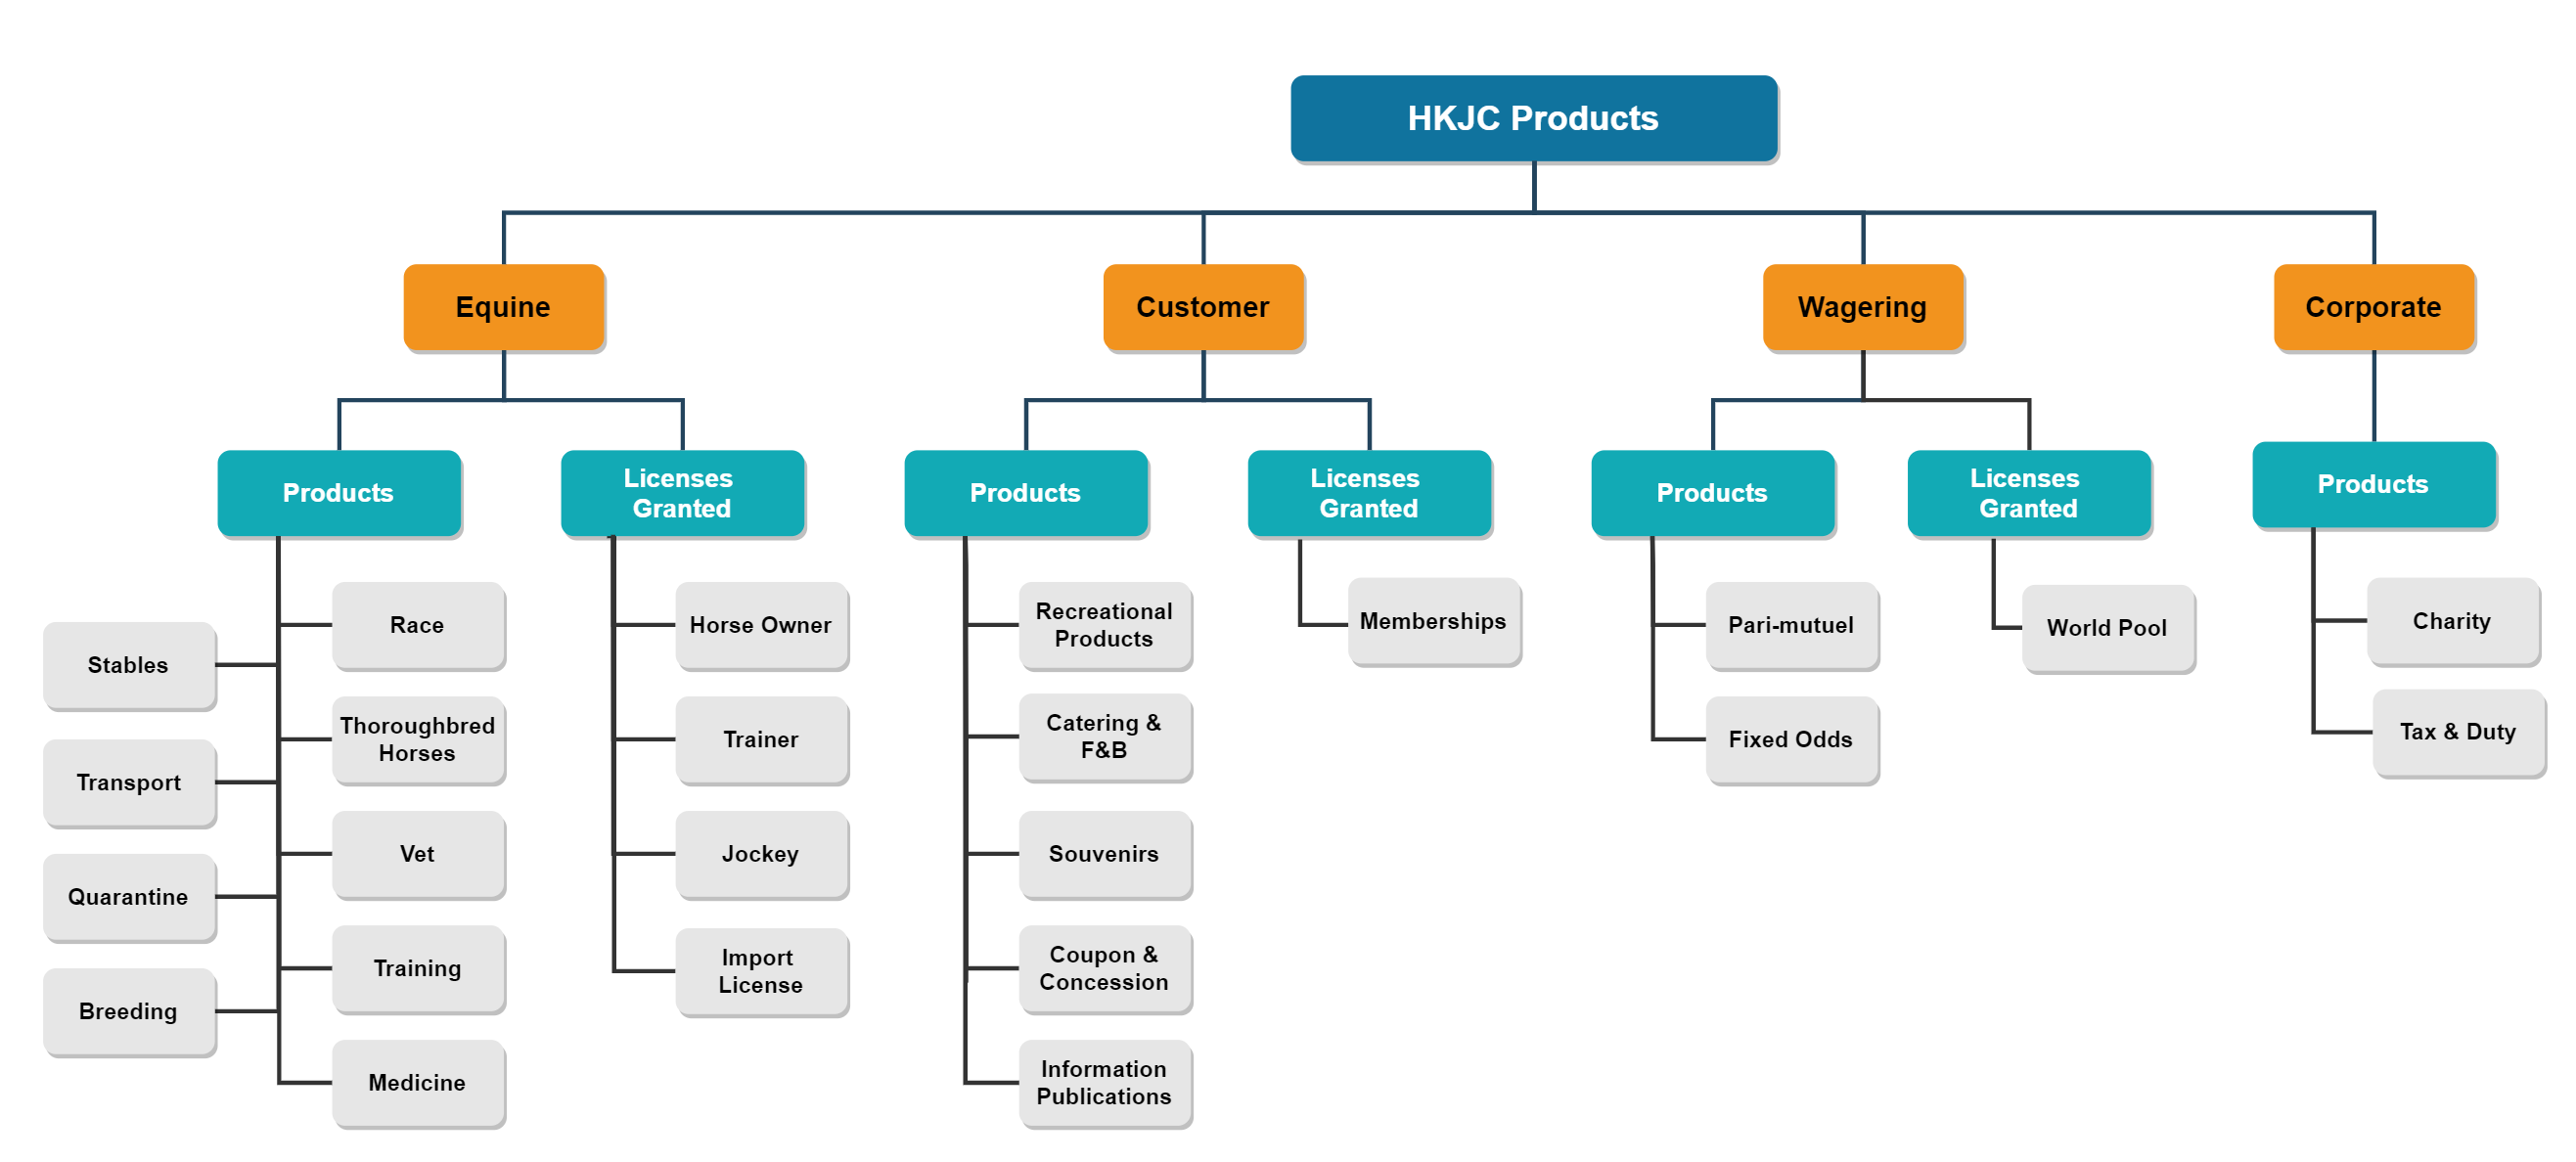 HKJC Products
Equine
Customer
Wagering
Corporate
Products
Licenses
Granted
Products
Licenses
Granted
Products
Licenses
Granted
Products
Stables
Transport
Quarantine
Breeding
Race
Thoroughbred
Horses
Vet
Training
Medicine
Horse Owner
Trainer
Jockey
Import
License
Recreational
Products
Catering &
F&B
Souvenirs
Coupon &
Concession
Information
Publications
Memberships
Pari-mutuel
Fixed Odds
World Pool
Charity
Tax & Duty